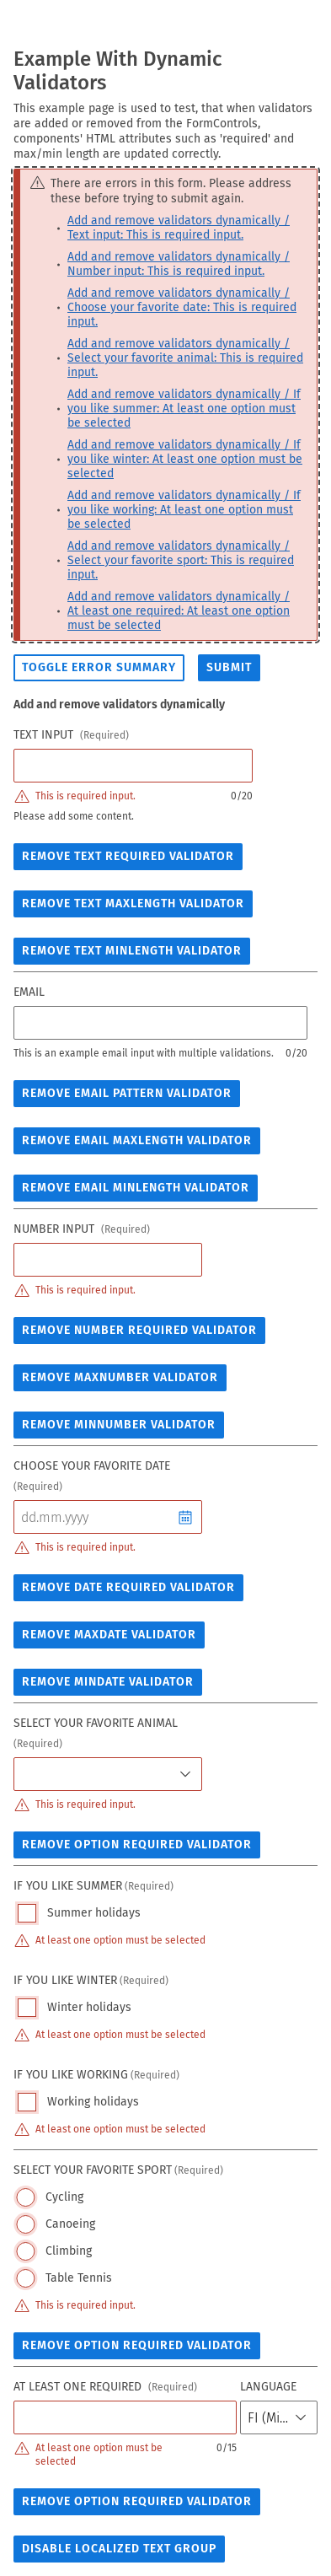 Example With Dynamic
Validators
This example page is used to test, that when validators
are added or removed from the FormControls,
components' HTML attributes such as 'required' and
max/min length are updated correctly.
There are errors in this form. Please address
these before trying to submit again.
• Add and remove validators dynamically /
Text input: This is required input.
• Add and remove validators dynamically /
Number input: This is required input.
• Add and remove validators dynamically /
Choose your favorite date: This is required
input.
• Add and remove validators dynamically /
Select your favorite animal: This is required
input.
• Add and remove validators dynamically / If
you like summer: At least one option must
be selected
• Add and remove validators dynamically / If
you like winter: At least one option must be
selected
• Add and remove validators dynamically / If
you like working: At least one option must
be selected
• Add and remove validators dynamically /
Select your favorite sport: This is required
input.
• Add and remove validators dynamically /
At least one required: At least one option
must be selected
TOGGLE ERROR SUMMARY SUBMIT
Add and remove validators dynamically
TEXT INPUT (Required)
This is required input. 0/20
Please add some content.
REMOVE TEXT REQUIRED VALIDATOR
REMOVE TEXT MAXLENGTH VALIDATOR
REMOVE TEXT MINLENGTH VALIDATOR
EMAIL
This is an example email input with multiple validations. 0/20
REMOVE EMAIL PATTERN VALIDATOR
REMOVE EMAIL MAXLENGTH VALIDATOR
REMOVE EMAIL MINLENGTH VALIDATOR
NUMBER INPUT (Required)
This is required input.
REMOVE NUMBER REQUIRED VALIDATOR
REMOVE MAXNUMBER VALIDATOR
REMOVE MINNUMBER VALIDATOR
CHOOSE YOUR FAVORITE DATE
(Required)
dd.mm.yyyy
This is required input.
REMOVE DATE REQUIRED VALIDATOR
REMOVE MAXDATE VALIDATOR
REMOVE MINDATE VALIDATOR
SELECT YOUR FAVORITE ANIMAL
(Required)
This is required input.
REMOVE OPTION REQUIRED VALIDATOR
IF YOU LIKE SUMMER (Required)
Summer holidays
At least one option must be selected
IF YOU LIKE WINTER (Required)
Winter holidays
At least one option must be selected
IF YOU LIKE WORKING (Required)
Working holidays
At least one option must be selected
SELECT YOUR FAVORITE SPORT (Required)
Cycling
Canoeing
Climbing
Table Tennis
This is required input.
REMOVE OPTION REQUIRED VALIDATOR
AT LEAST ONE REQUIRED (Required) LANGUAGE
FI (Mi...
At least one option must be 0/15
selected
REMOVE OPTION REQUIRED VALIDATOR
DISABLE LOCALIZED TEXT GROUP